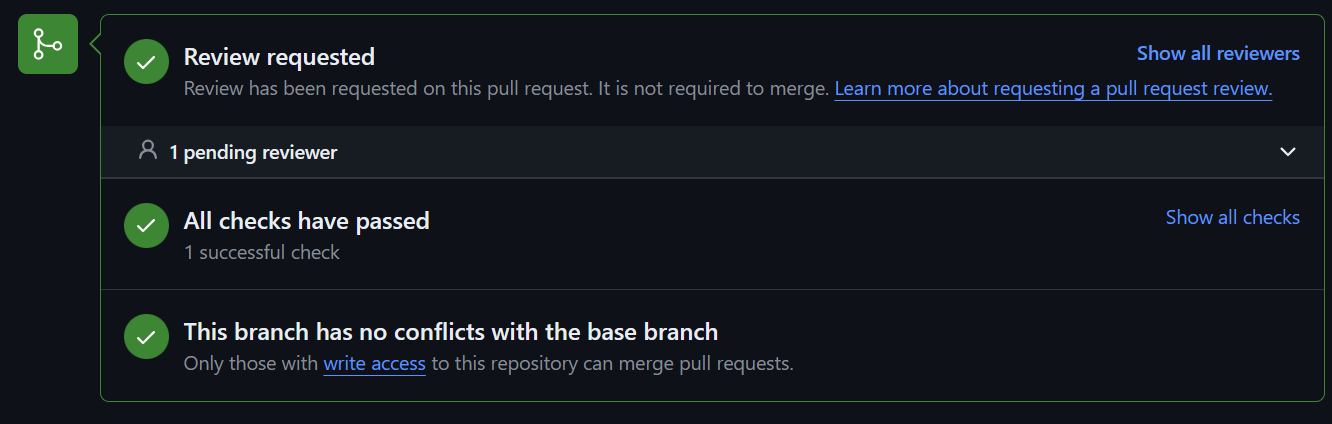 Review requested
Show all reviewers
Review has been requested on this pull request. It is not required to merge. Learn more about requesting a pull request review.
1 pending reviewer
All checks have passed
Show all checks
1 successful check
This branch has no conflicts with the base branch
Only those with write access to this repository can merge pull requests.